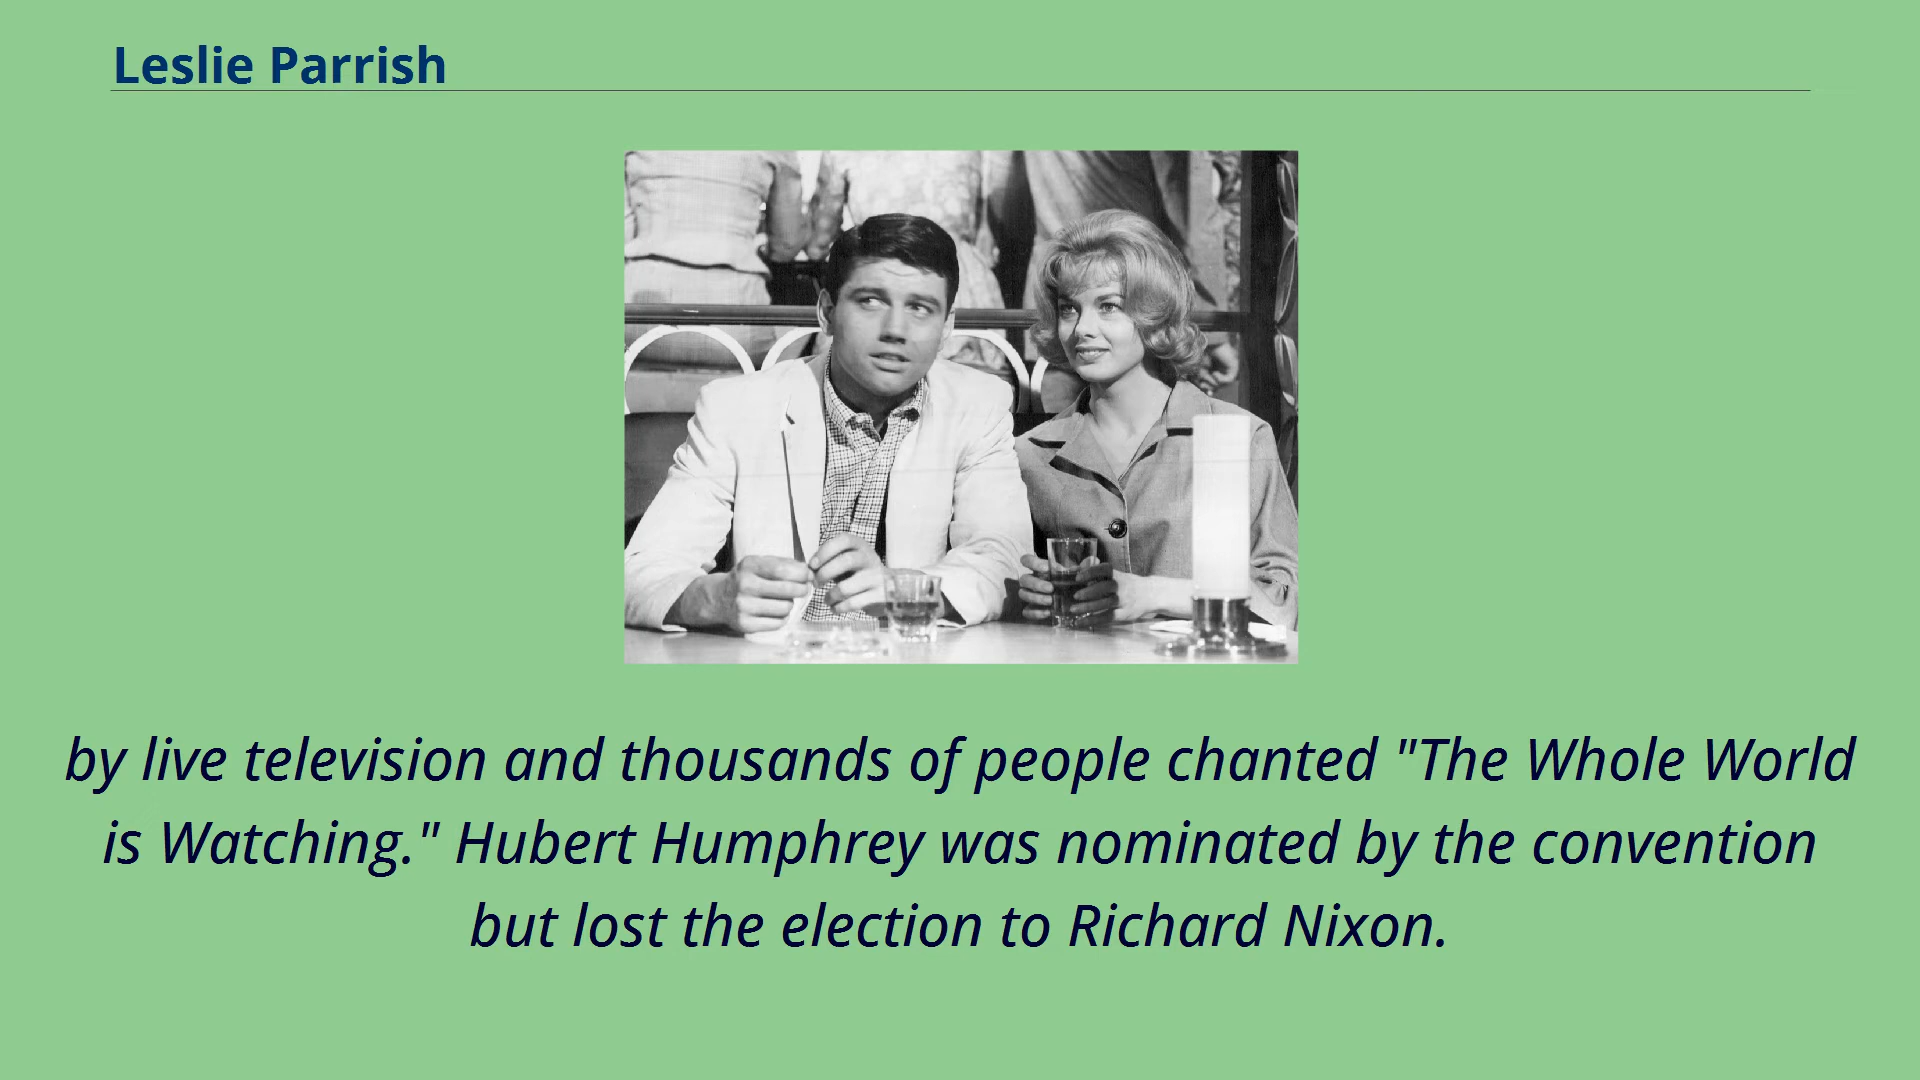 Leslie Parrish
by live television and thousands of people chanted "The Whole World
is Watching." Hubert Humphrey was nominated by the convention
but lost the election to Richard Nixon.